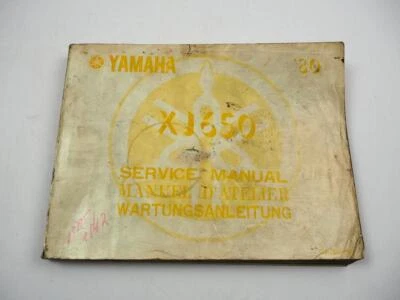 YAMAHA '80
XJ650
SERVICE MANUAL
MANUEL D'ATELIER
WARTUNGSANLEITUNG